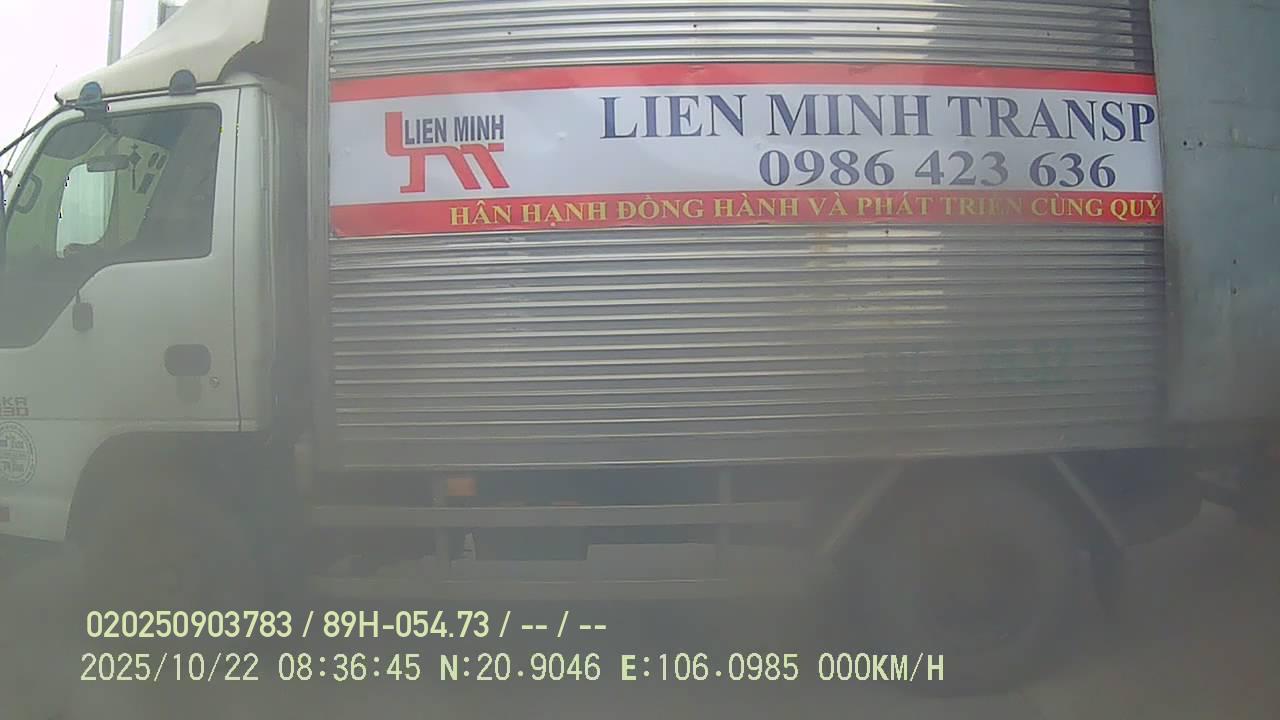 LIEN MINH
LIEN MINH TRANSP
0986 423 636
HÂN HẠNH ĐỒNG HÀNH VÀ PHÁT TRIỂN CÙNG QUÝ
020250903783 / 89H-054.73 / -- / --
2025/10/22 08:36:45 N:20.9046 E:106.0985 000KM/H